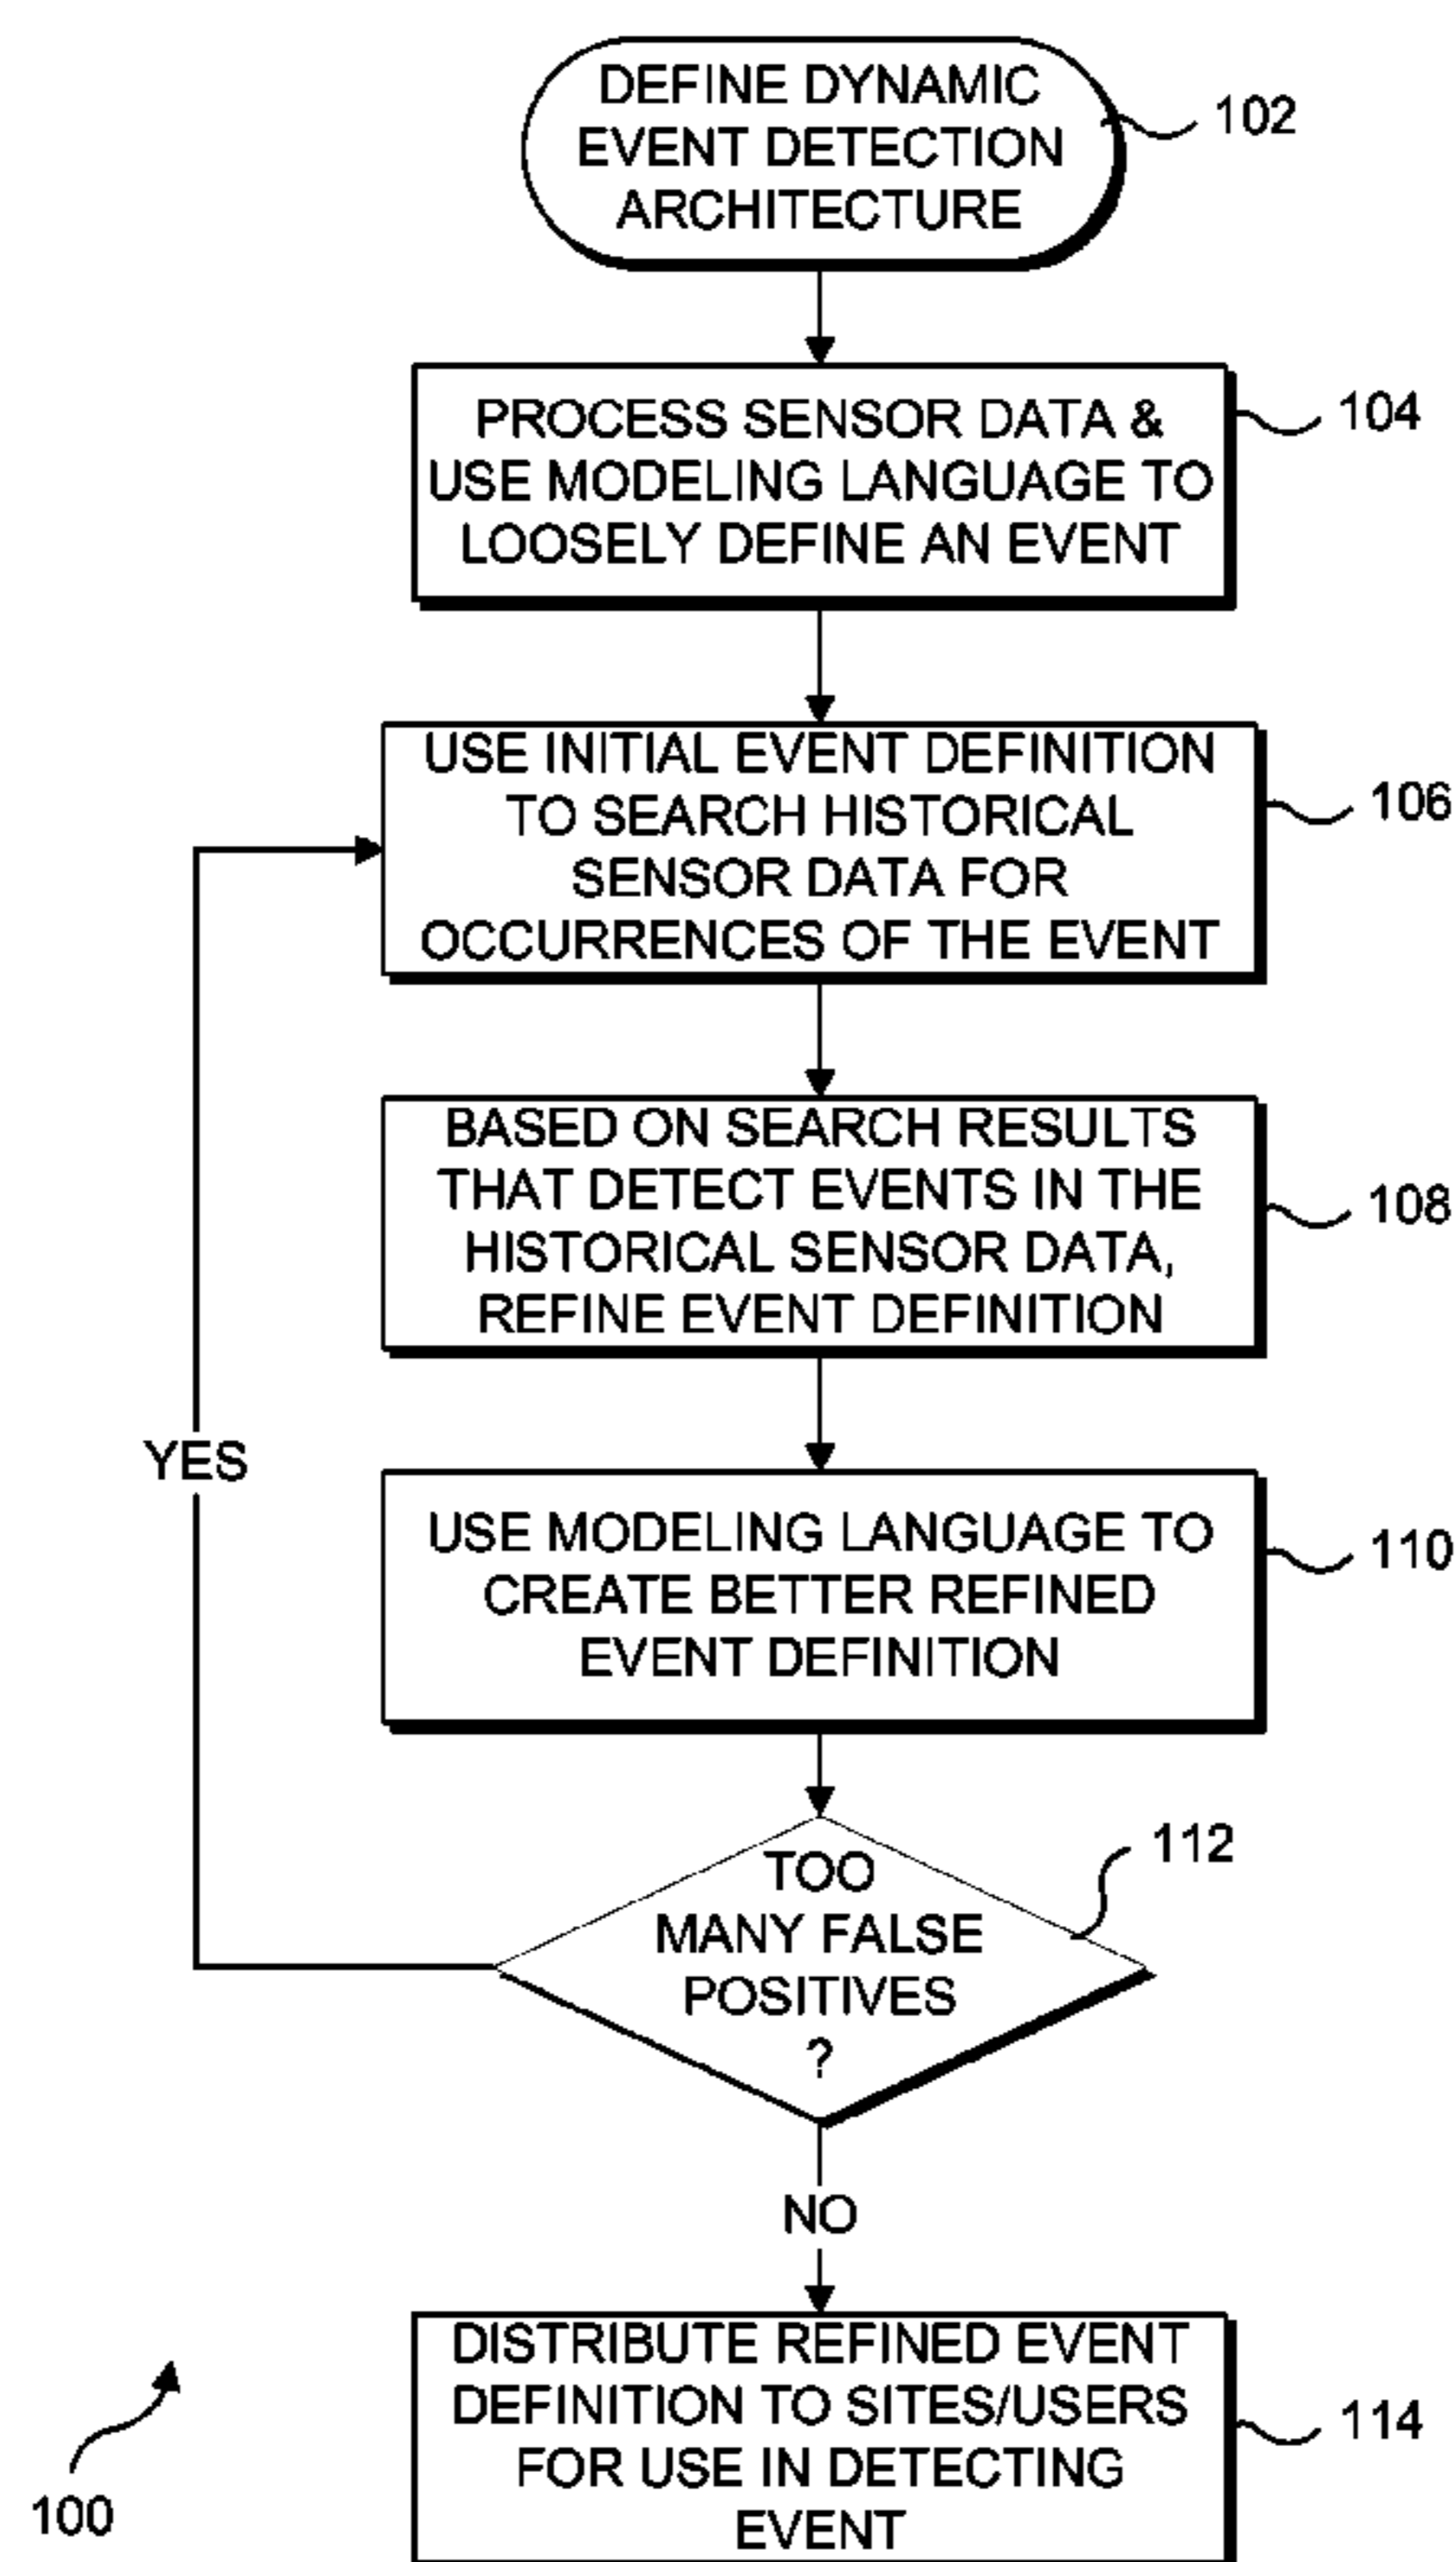 DEFINE DYNAMIC
EVENT DETECTION
ARCHITECTURE
102
PROCESS SENSOR DATA &
USE MODELING LANGUAGE TO
LOOSELY DEFINE AN EVENT
104
USE INITIAL EVENT DEFINITION
TO SEARCH HISTORICAL
SENSOR DATA FOR
OCCURRENCES OF THE EVENT
106
BASED ON SEARCH RESULTS
THAT DETECT EVENTS IN THE
HISTORICAL SENSOR DATA,
REFINE EVENT DEFINITION
108
YES
USE MODELING LANGUAGE TO
CREATE BETTER REFINED
EVENT DEFINITION
110
TOO
MANY FALSE
POSITIVES
?
112
NO
DISTRIBUTE REFINED EVENT
DEFINITION TO SITES/USERS
FOR USE IN DETECTING
EVENT
114
100